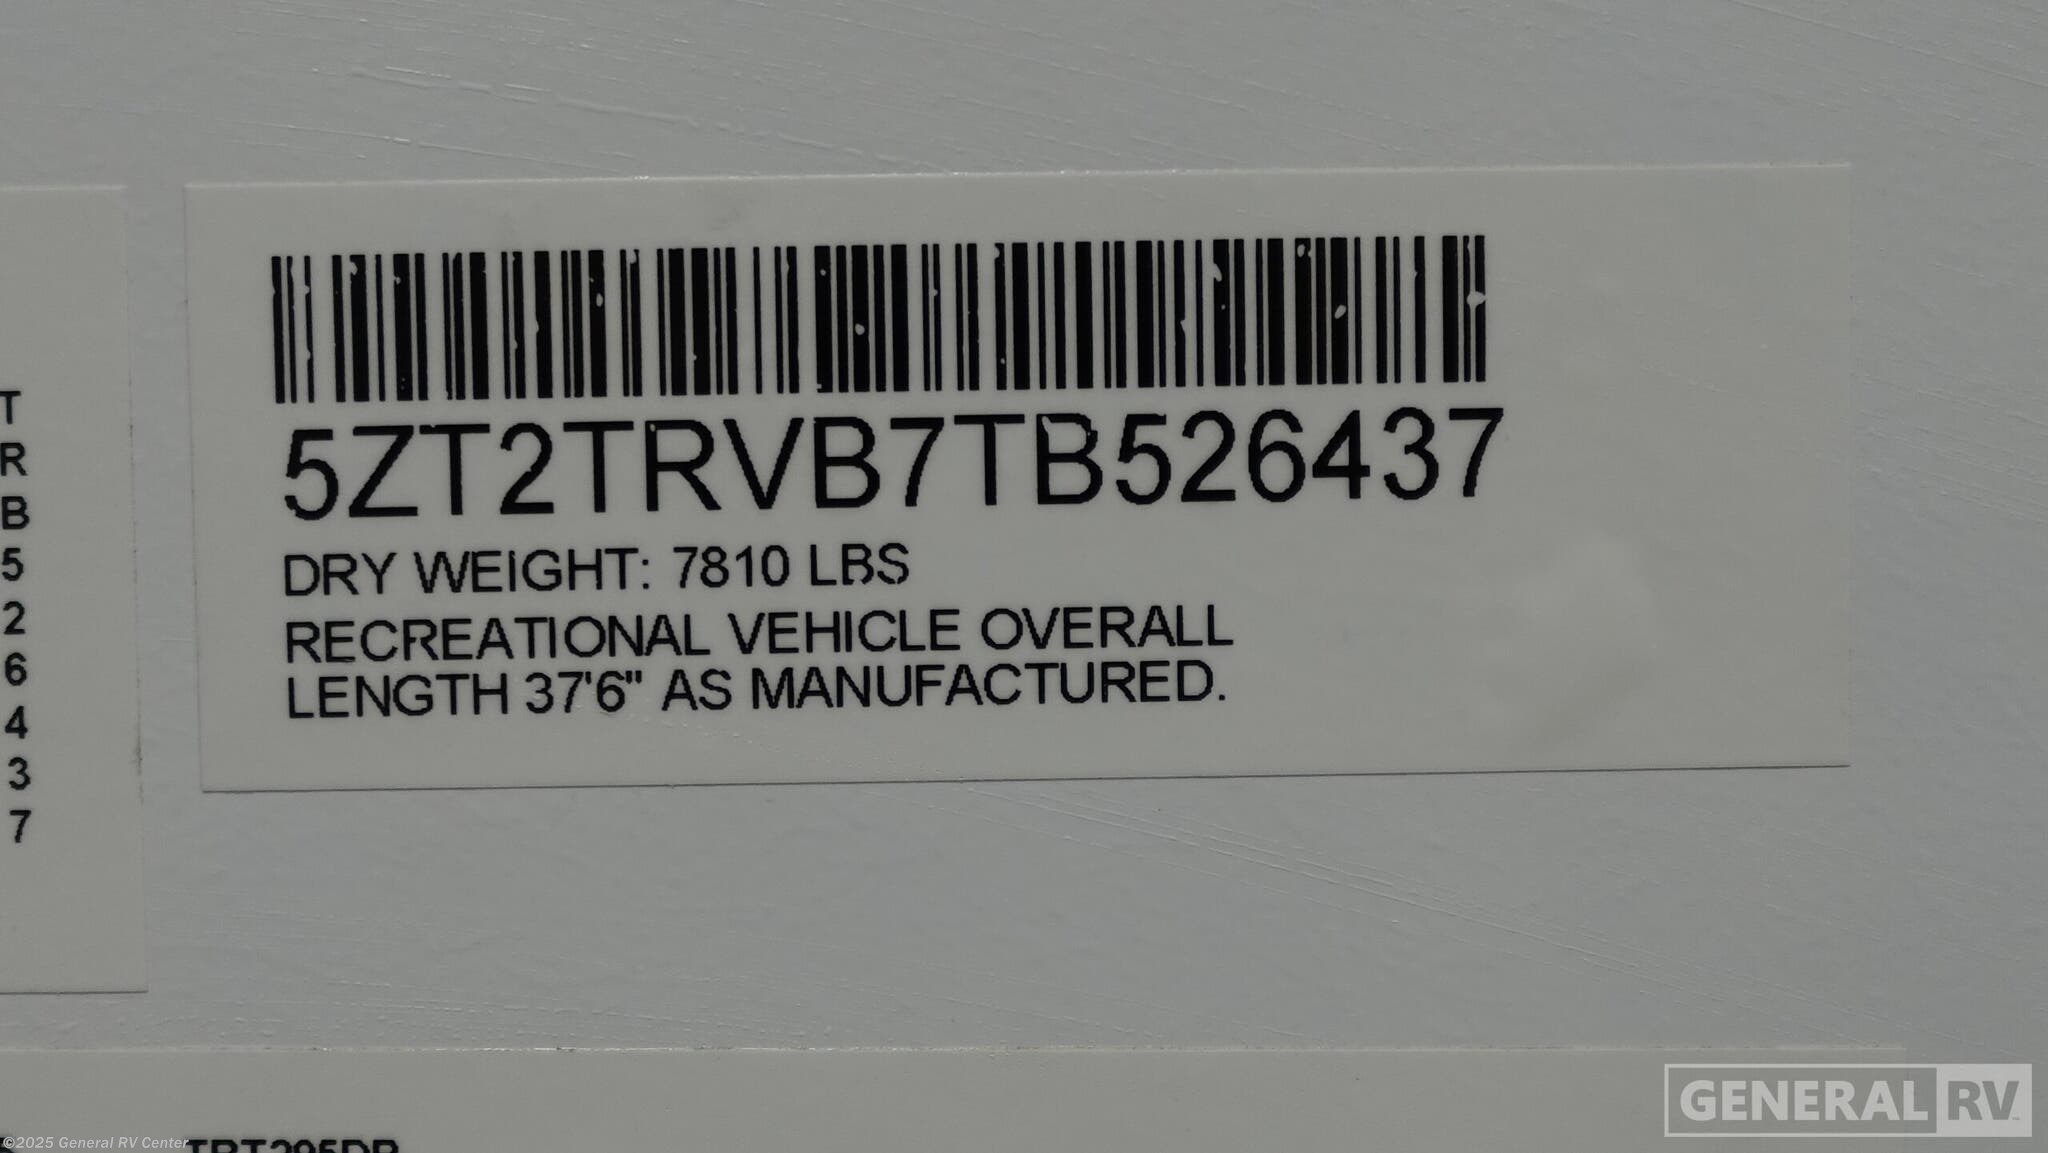 T
R
B
5
2
6
4
3
7
5ZT2TRVB7TB526437
DRY WEIGHT: 7810 LBS
RECREATIONAL VEHICLE OVERALL
LENGTH 37'6" AS MANUFACTURED.
GENERAL RV
©2025 General RV Center